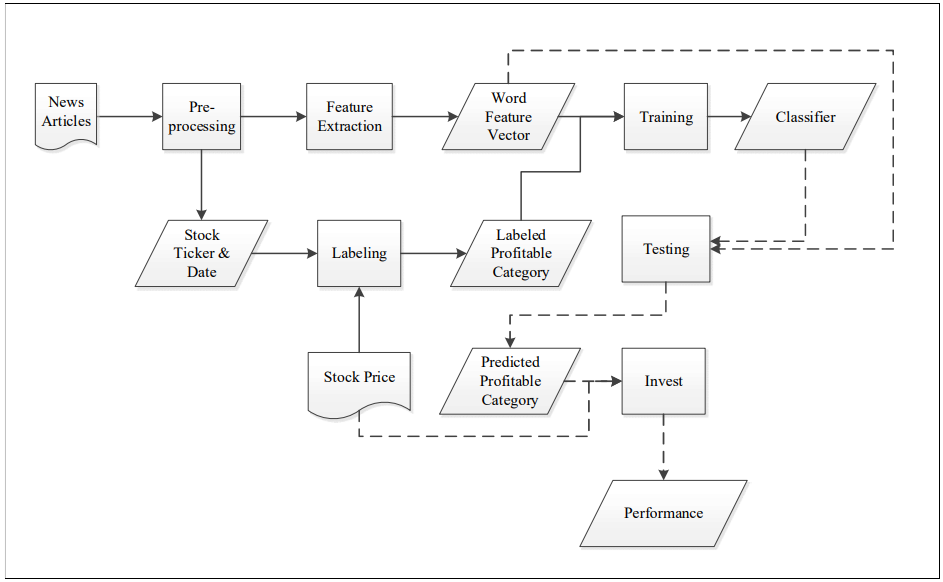 News
Articles
Pre-
processing
Feature
Extraction
Word
Feature
Vector
Training
Classifier
Stock
Ticker &
Date
Labeling
Labeled
Profitable
Category
Testing
Stock Price
Predicted
Profitable
Category
Invest
Performance